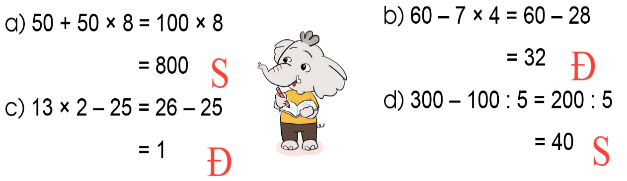 a) 50 + 50 × 8 = 100 × 8
= 800 S
b) 60 – 7 × 4 = 60 – 28
= 32 Đ
c) 13 × 2 – 25 = 26 – 25
= 1 Đ
d) 300 – 100 : 5 = 200 : 5
= 40 S